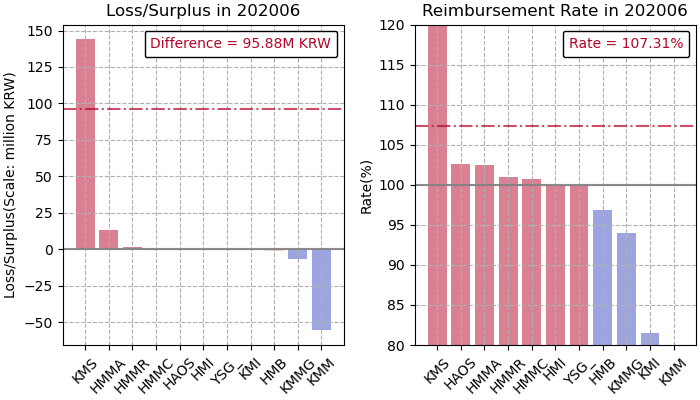 Loss/Surplus in 202006
Difference = 95.88M KRW
Loss/Surplus(Scale: million KRW)
150
125
100
75
50
25
0
−25
−50
KMS
HMMA
HMMR
HMMC
HAOS
HMI
YSG
KMI
HMB
KMMG
KMM
Reimbursement Rate in 202006
Rate = 107.31%
Rate(%)
120
115
110
105
100
95
90
85
80
KMS
HAOS
HMMA
HMMR
HMMC
HMI
YSG
HMB
KMMG
KMI
KMM